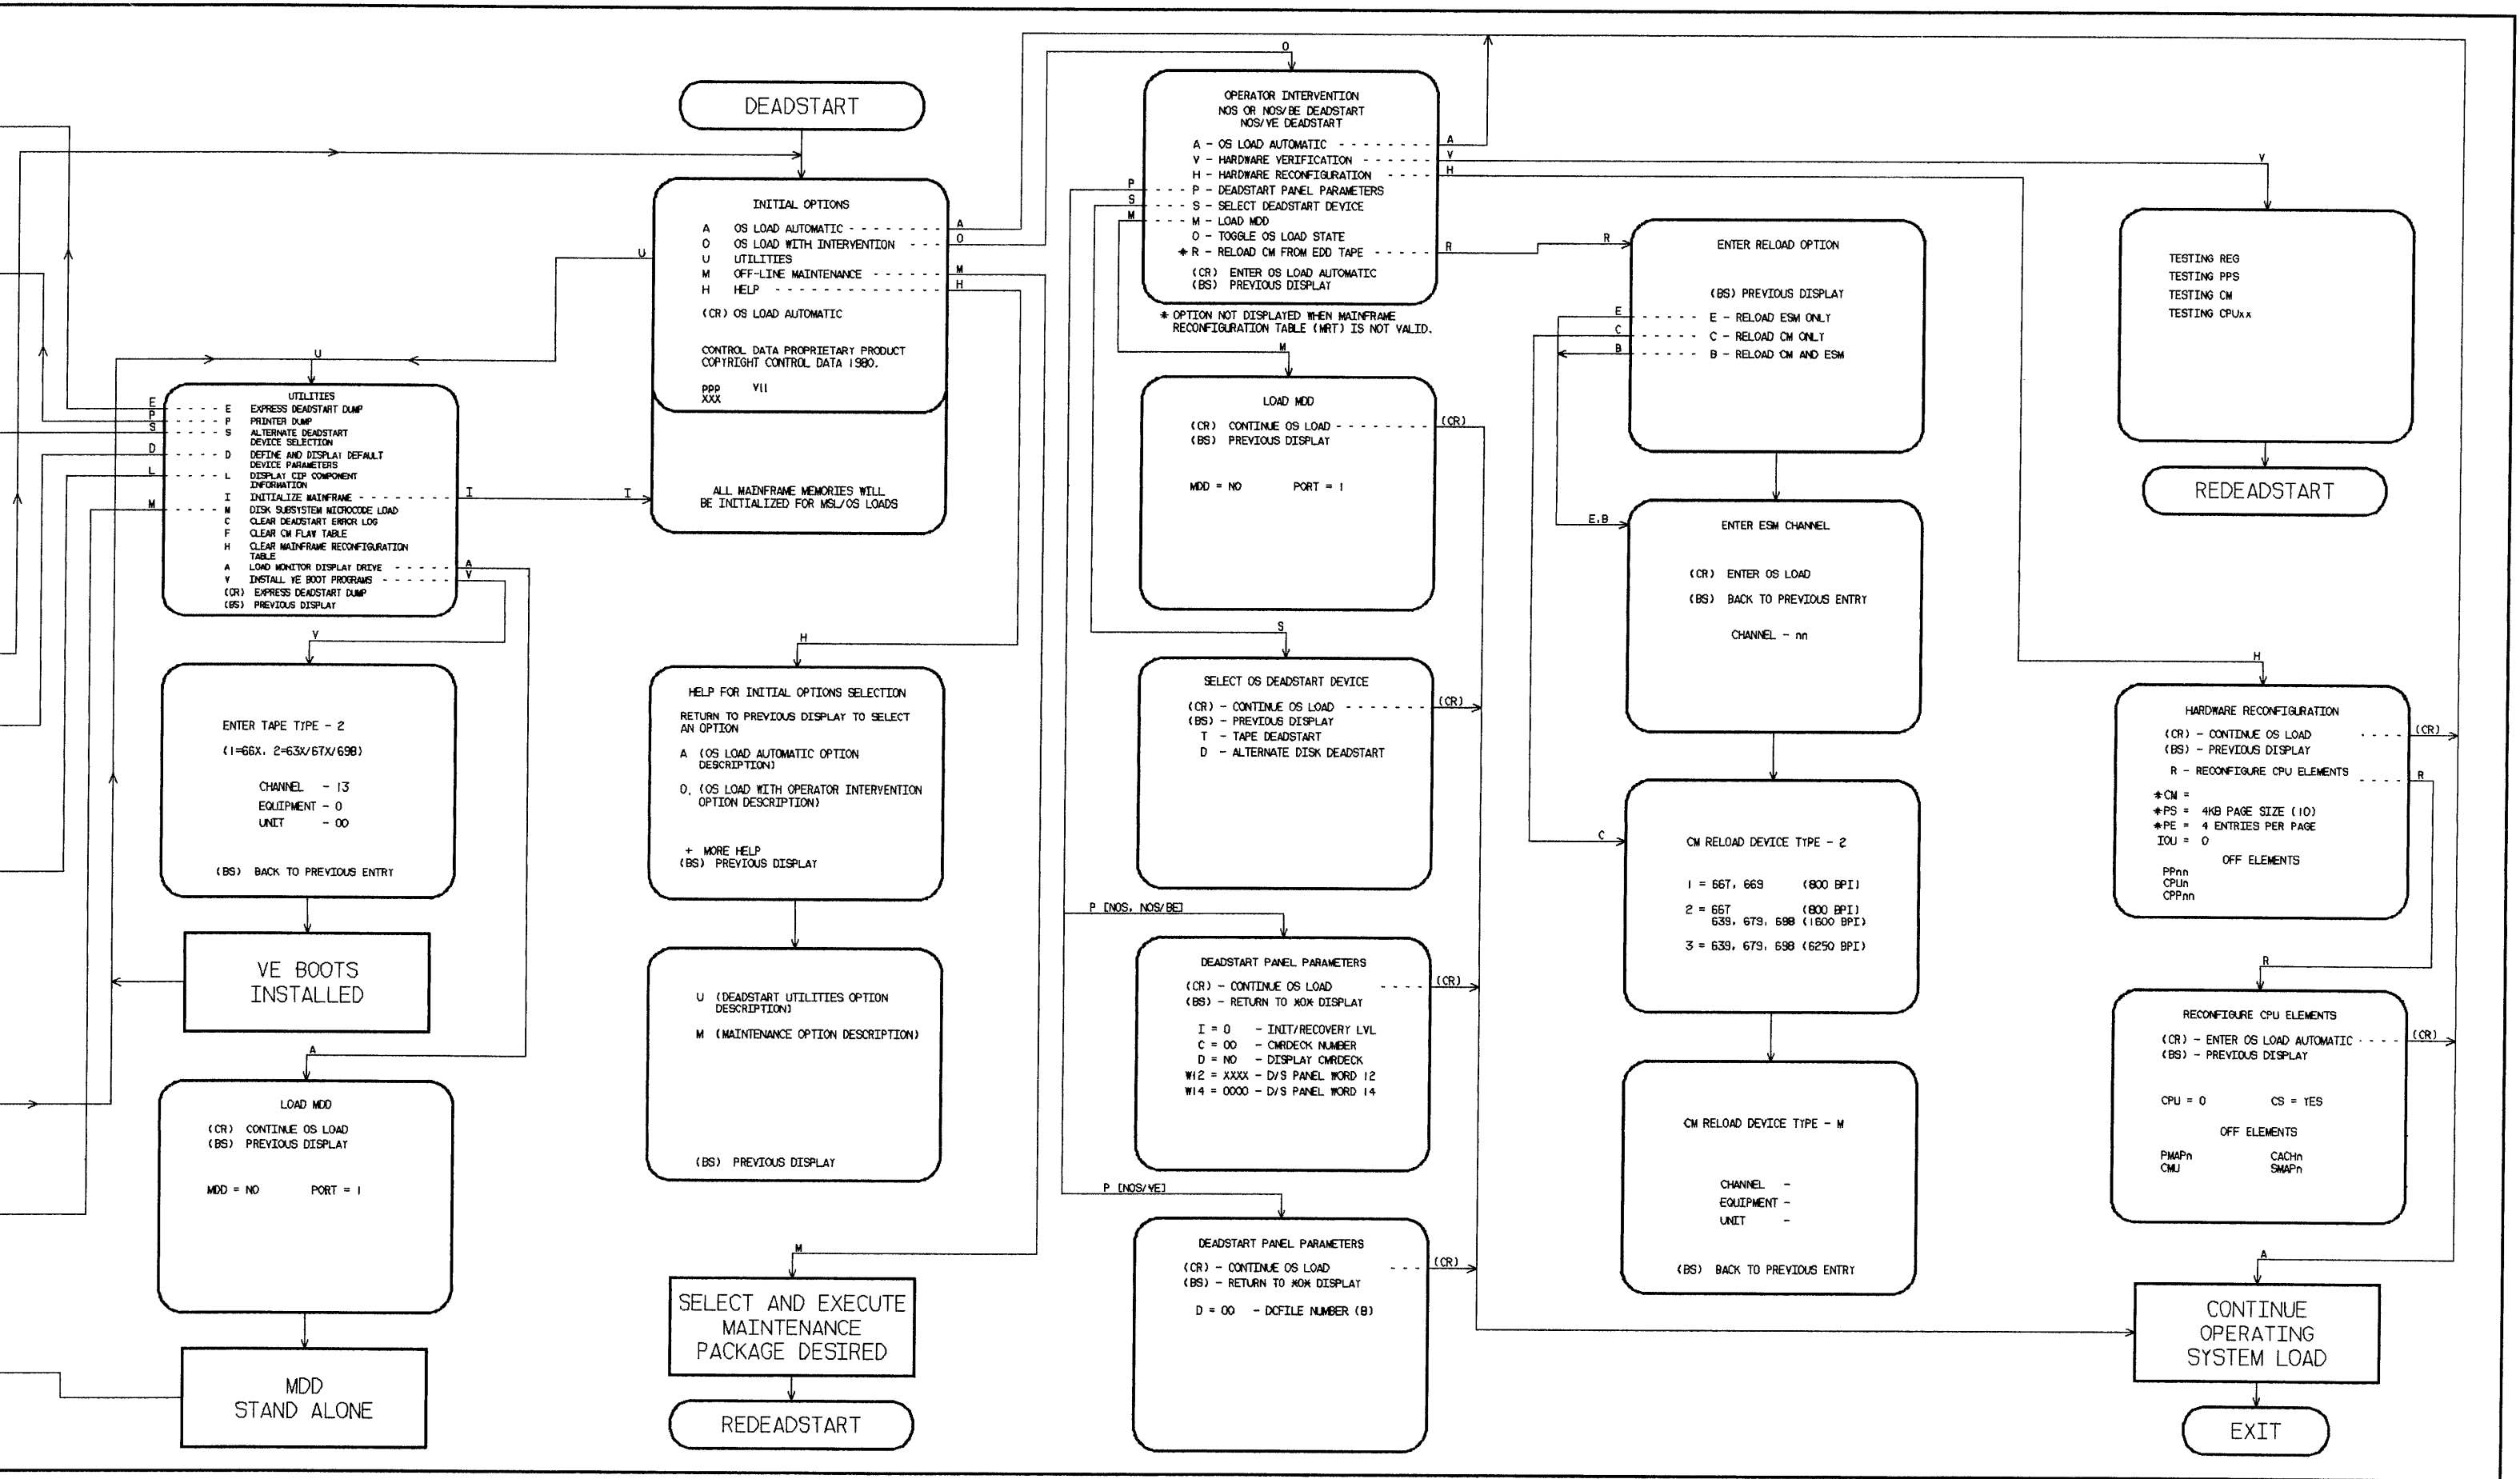 DEADSTART
INITIAL OPTIONS
A OS LOAD AUTOMATIC - - - - - - - - A
O OS LOAD WITH INTERVENTION - - - O
U UTILITIES
U
M OFF-LINE MAINTENANCE - - - - - - M
H HELP - - - - - - - - - - - - - - H
(CR) OS LOAD AUTOMATIC
CONTROL DATA PROPRIETARY PRODUCT
COPYRIGHT CONTROL DATA 1980.
PPP V11
XXX
ALL MAINFRAME MEMORIES WILL
BE INITIALIZED FOR MSL/OS LOADS
U
UTILITIES
E - - - - - E EXPRESS DEADSTART DUMP
P - - - - - P PRINTER DUMP
S - - - - - S ALTERNATE DEADSTART
DEVICE SELECTION
D - - - - - D DEFINE AND DISPLAY DEFAULT
DEVICE PARAMETERS
L - - - - - L DISPLAY CIP COMPONENT
INFORMATION
I INITIALIZE MAINFRAME - - - - - - - - I I
M - - - - - M DISK SUBSYSTEM MICROCODE LOAD
C CLEAR DEADSTART ERROR LOG
F CLEAR CM FLAW TABLE
H CLEAR MAINFRAME RECONFIGURATION
TABLE
A LOAD MONITOR DISPLAY DRIVE - - - - A
V INSTALL VE BOOT PROGRAMS - - - - - V
(CR) EXPRESS DEADSTART DUMP
(BS) PREVIOUS DISPLAY
V
ENTER TAPE TYPE - 2
(1=66X, 2=63X/67X/698)
CHANNEL - 13
EQUIPMENT - 0
UNIT - 00
(BS) BACK TO PREVIOUS ENTRY
VE BOOTS
INSTALLED
A
LOAD MDD
(CR) CONTINUE OS LOAD
(BS) PREVIOUS DISPLAY
MDD = NO PORT = 1
MDD
STAND ALONE
H
HELP FOR INITIAL OPTIONS SELECTION
RETURN TO PREVIOUS DISPLAY TO SELECT
AN OPTION
A (OS LOAD AUTOMATIC OPTION
DESCRIPTION)
O. (OS LOAD WITH OPERATOR INTERVENTION
OPTION DESCRIPTION)
+ MORE HELP
(BS) PREVIOUS DISPLAY
U (DEADSTART UTILITIES OPTION
DESCRIPTION)
M (MAINTENANCE OPTION DESCRIPTION)
(BS) PREVIOUS DISPLAY
M
SELECT AND EXECUTE
MAINTENANCE
PACKAGE DESIRED
REDEADSTART
O
OPERATOR INTERVENTION
NOS OR NOS/BE DEADSTART
NOS/VE DEADSTART
A - OS LOAD AUTOMATIC - - - - - - - - A
V - HARDWARE VERIFICATION - - - - - - V V
H - HARDWARE RECONFIGURATION - - - - H
P - - - - P - DEADSTART PANEL PARAMETERS
S - - - - S - SELECT DEADSTART DEVICE
M - - - - M - LOAD MDD
O - TOGGLE OS LOAD STATE
* R - RELOAD CM FROM EDD TAPE - - - - - R R
(CR) ENTER OS LOAD AUTOMATIC
(BS) PREVIOUS DISPLAY
* OPTION NOT DISPLAYED WHEN MAINFRAME
RECONFIGURATION TABLE (MRT) IS NOT VALID.
M
LOAD MDD
(CR) CONTINUE OS LOAD - - - - - - - - (CR)
(BS) PREVIOUS DISPLAY
MDD = NO PORT = 1
S
SELECT OS DEADSTART DEVICE
(CR) - CONTINUE OS LOAD - - - - - - - (CR)
(BS) - PREVIOUS DISPLAY
T - TAPE DEADSTART
D - ALTERNATE DISK DEADSTART
P [NOS, NOS/BE]
DEADSTART PANEL PARAMETERS
(CR) - CONTINUE OS LOAD - - - - (CR)
(BS) - RETURN TO *O* DISPLAY
I = 0 - INIT/RECOVERY LVL
C = 00 - CMRDECK NUMBER
D = NO - DISPLAY CMRDECK
W12 = XXXX - D/S PANEL WORD 12
W14 = 0000 - D/S PANEL WORD 14
P [NOS/VE]
DEADSTART PANEL PARAMETERS
(CR) - CONTINUE OS LOAD - - - (CR)
(BS) - RETURN TO *O* DISPLAY
D = 00 - DCFILE NUMBER (8)
ENTER RELOAD OPTION
(BS) PREVIOUS DISPLAY
E - - - - - E - RELOAD ESM ONLY
C - - - - - C - RELOAD CM ONLY
B - - - - - B - RELOAD CM AND ESM
E,B
ENTER ESM CHANNEL
(CR) ENTER OS LOAD
(BS) BACK TO PREVIOUS ENTRY
CHANNEL - nn
C
CM RELOAD DEVICE TYPE - 2
1 = 667, 669 (800 BPI)
2 = 667 (800 BPI)
639, 679, 698 (1600 BPI)
3 = 639, 679, 698 (6250 BPI)
CM RELOAD DEVICE TYPE - M
CHANNEL -
EQUIPMENT -
UNIT -
(BS) BACK TO PREVIOUS ENTRY
TESTING REG
TESTING PPS
TESTING CM
TESTING CPUxx
REDEADSTART
H
HARDWARE RECONFIGURATION
(CR) - CONTINUE OS LOAD - - - - (CR)
(BS) - PREVIOUS DISPLAY
R - RECONFIGURE CPU ELEMENTS - - - - R
*CM =
*PS = 4KB PAGE SIZE (10)
*PE = 4 ENTRIES PER PAGE
IOU = 0
OFF ELEMENTS
PPnn
CPUn
CPPnn
R
RECONFIGURE CPU ELEMENTS
(CR) - ENTER OS LOAD AUTOMATIC - - - - (CR)
(BS) - PREVIOUS DISPLAY
CPU = 0 CS = YES
OFF ELEMENTS
PMAPn CACHn
CMU SMAPn
A
CONTINUE
OPERATING
SYSTEM LOAD
EXIT